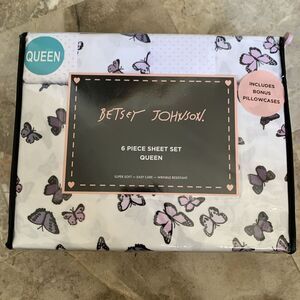 QUEEN
BETSEY JOHNSON.
6 PIECE SHEET SET
QUEEN
SUPER SOFT • EASY CARE • WRINKLE RESISTANT
INCLUDES
BONUS
PILLOWCASES